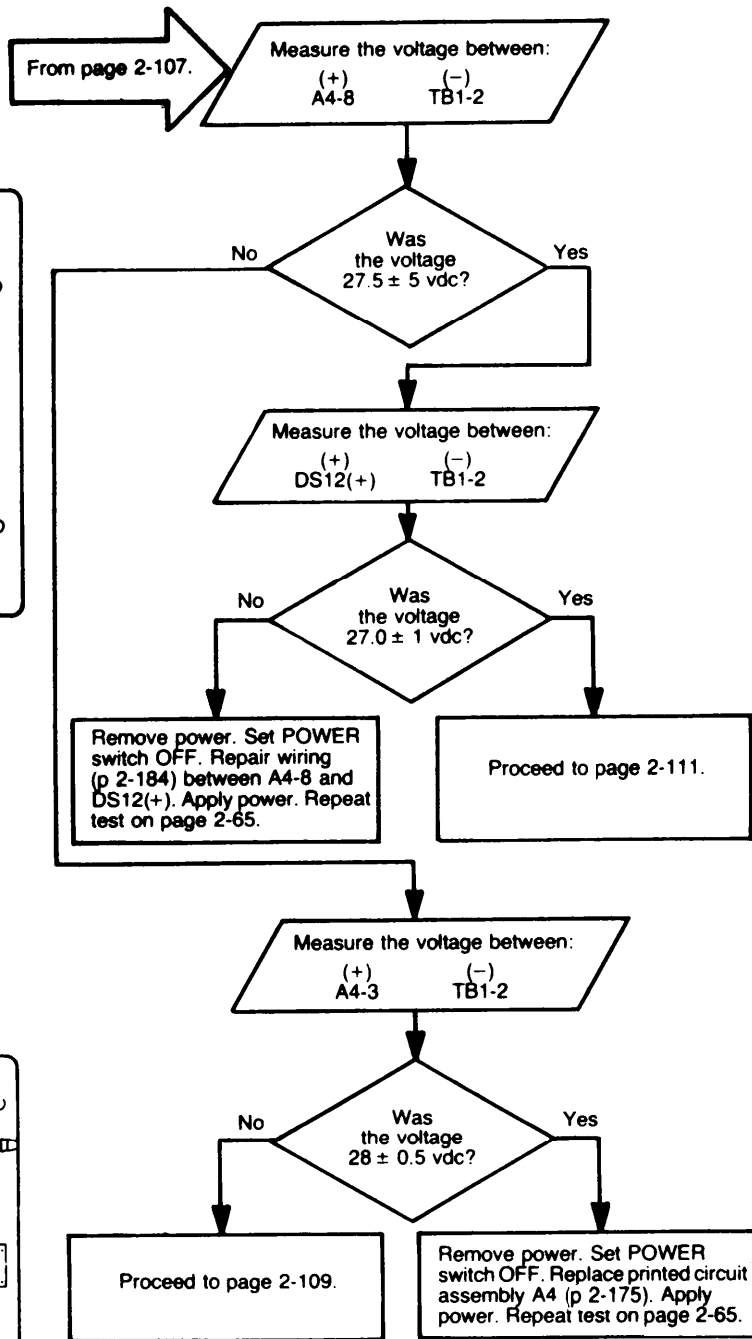 From page 2-107.
Measure the voltage between:
(+) (−)
A4-8 TB1-2
No
Was
the voltage
27.5 ± 5 vdc?
Yes
Measure the voltage between:
(+) (−)
DS12(+) TB1-2
No
Was
the voltage
27.0 ± 1 vdc?
Yes
Remove power. Set POWER
switch OFF. Repair wiring
(p 2-184) between A4-8 and
DS12(+). Apply power. Repeat
test on page 2-65.
Proceed to page 2-111.
Measure the voltage between:
(+) (−)
A4-3 TB1-2
No
Was
the voltage
28 ± 0.5 vdc?
Yes
Proceed to page 2-109.
Remove power. Set POWER
switch OFF. Replace printed circuit
assembly A4 (p 2-175). Apply
power. Repeat test on page 2-65.